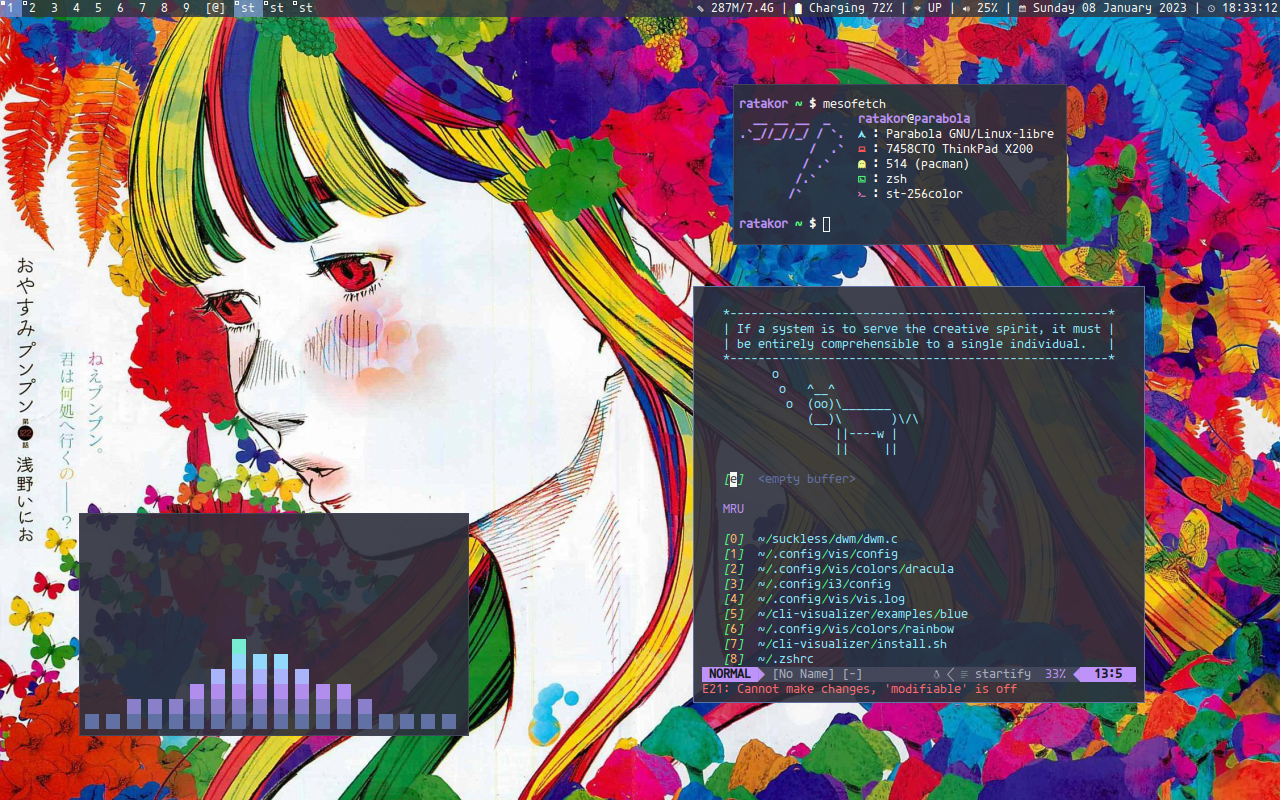 1 2 3 4 5 6 7 8 9 [@] st st st
287M/7.4G | Charging 72% | UP | 25% | Sunday 08 January 2023 | 18:33:12
ratakor ~ $ mesofetch
ratakor@parabola
: Parabola GNU/Linux-libre
: 7458CTO ThinkPad X200
: 514 (pacman)
: zsh
: st-256color
ratakor ~ $
おやすみプンプン 第 話 浅野いにお
ねえプンプン。
君は何処へ行くの――?
*-------------------------------------------------------*
| If a system is to serve the creative spirit, it must |
| be entirely comprehensible to a single individual.   |
*-------------------------------------------------------*
o
o   ^__^
o  (oo)\_______
(__)\       )\/\
||----w |
||     ||
[e]  <empty buffer>
MRU
[0]  ~/suckless/dwm/dwm.c
[1]  ~/.config/vis/config
[2]  ~/.config/vis/colors/dracula
[3]  ~/.config/i3/config
[4]  ~/.config/vis/vis.log
[5]  ~/cli-visualizer/examples/blue
[6]  ~/.config/vis/colors/rainbow
[7]  ~/cli-visualizer/install.sh
[8]  ~/.zshrc
NORMAL [No Name] [-] startify 33% 13:5
E21: Cannot make changes, 'modifiable' is off